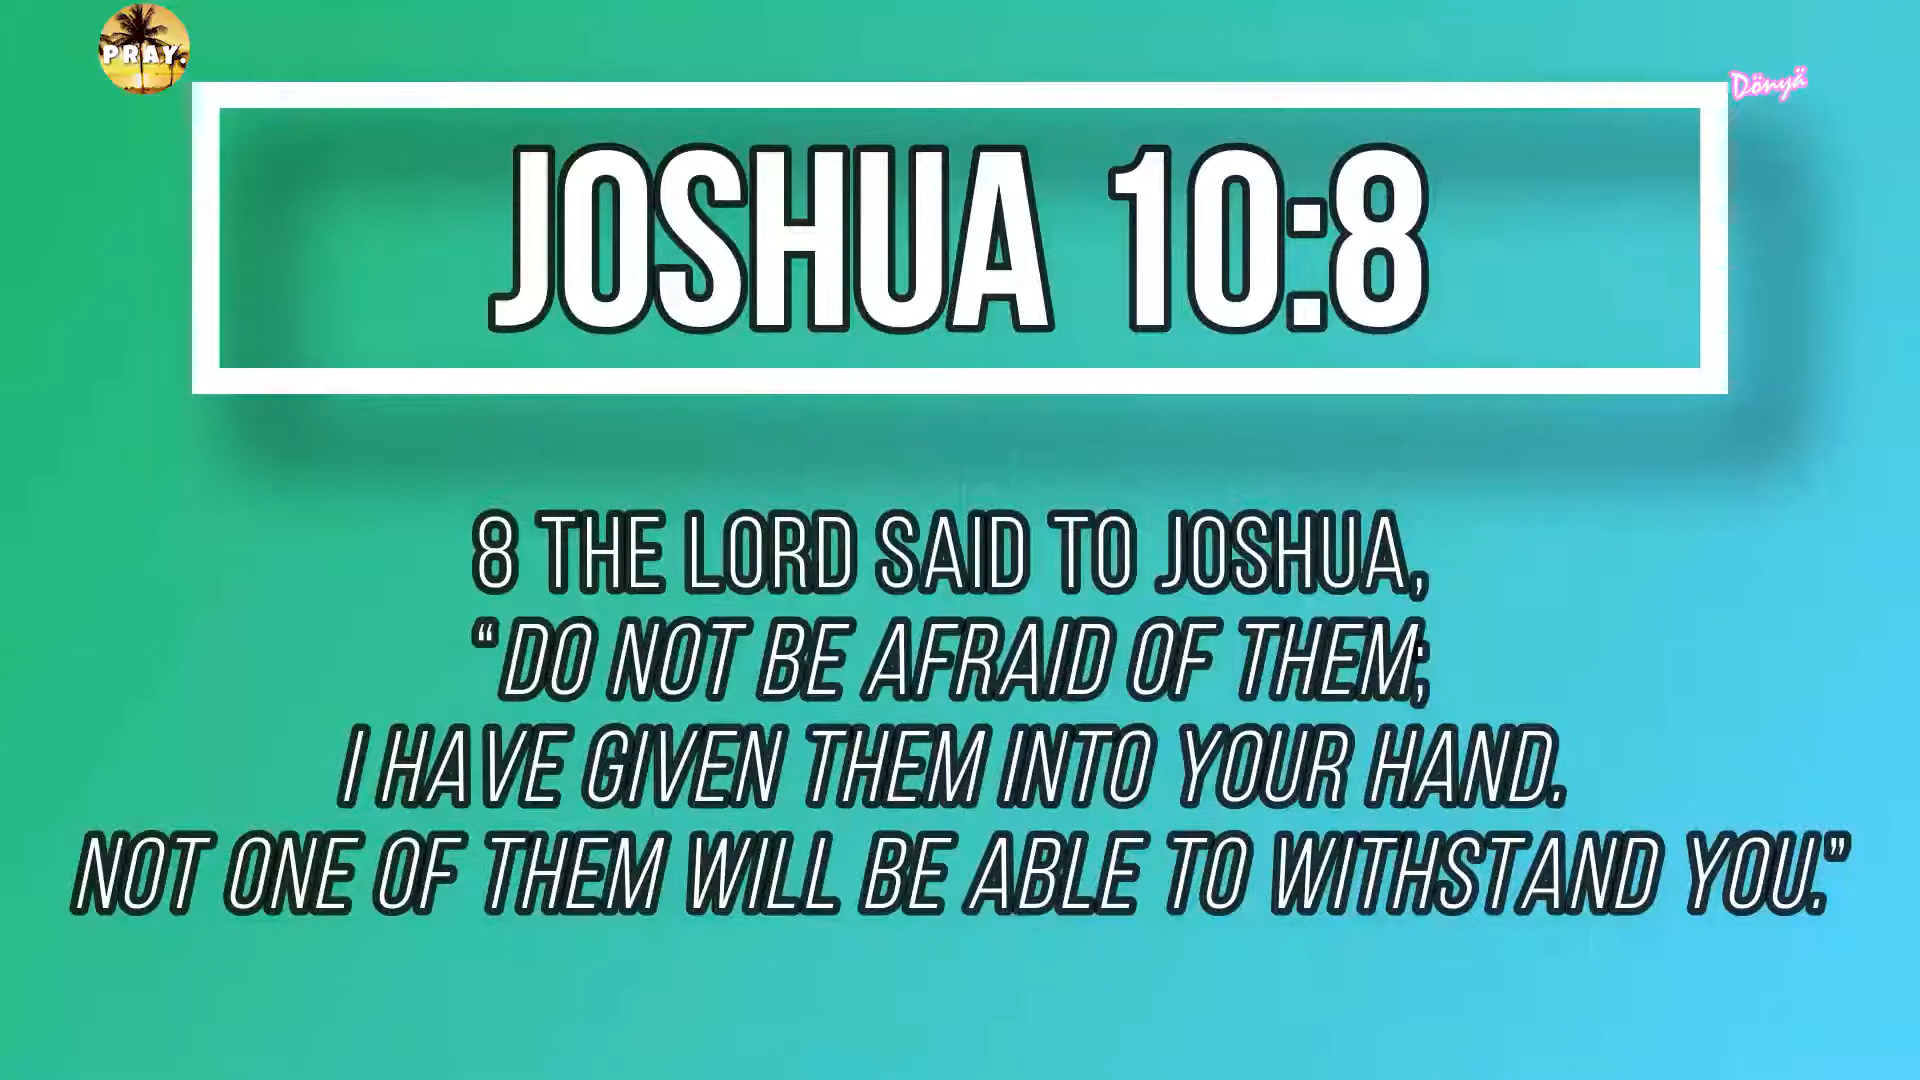 PRAY.
Dönyä
JOSHUA 10:8
8 THE LORD SAID TO JOSHUA,
“DO NOT BE AFRAID OF THEM;
I HAVE GIVEN THEM INTO YOUR HAND.
NOT ONE OF THEM WILL BE ABLE TO WITHSTAND YOU.”